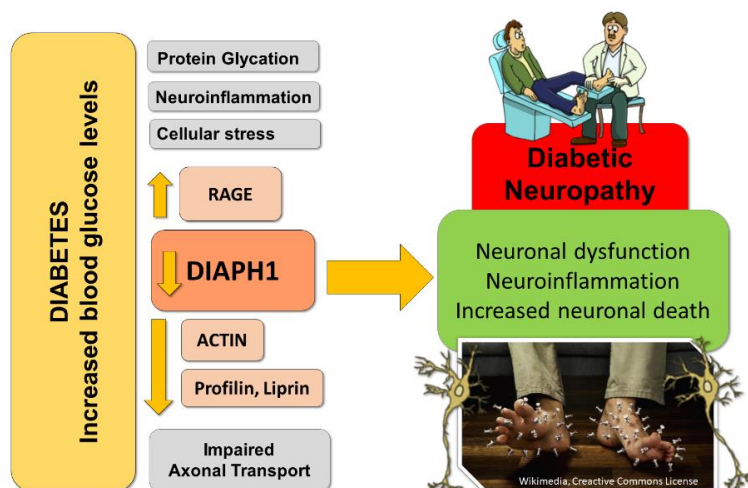 DIABETES
Increased blood glucose levels
Protein Glycation
Neuroinflammation
Cellular stress
RAGE
DIAPH1
ACTIN
Profilin, Liprin
Impaired
Axonal Transport
Diabetic
Neuropathy
Neuronal dysfunction
Neuroinflammation
Increased neuronal death
Wikimedia, Creactive Commons License